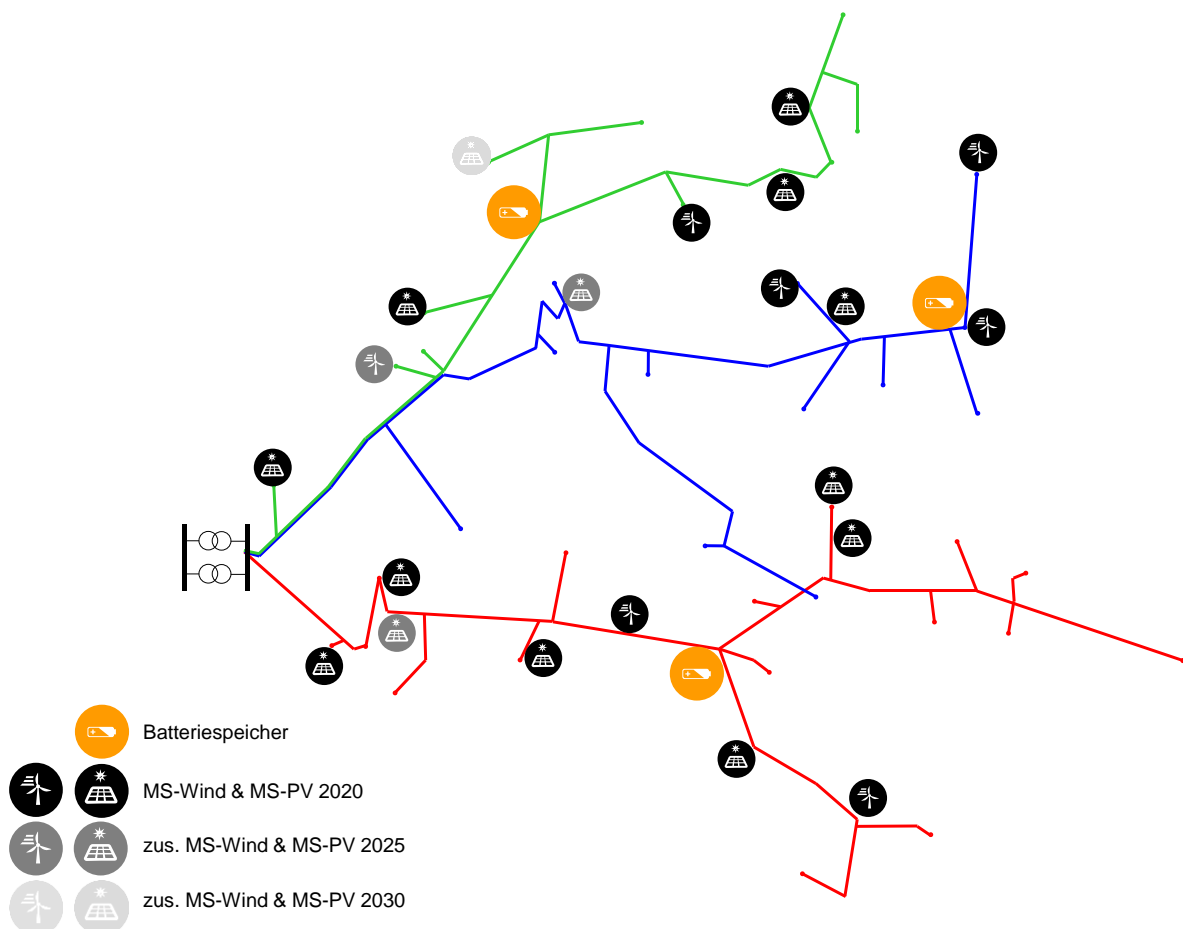 Batteriespeicher
MS-Wind & MS-PV 2020
zus. MS-Wind & MS-PV 2025
zus. MS-Wind & MS-PV 2030